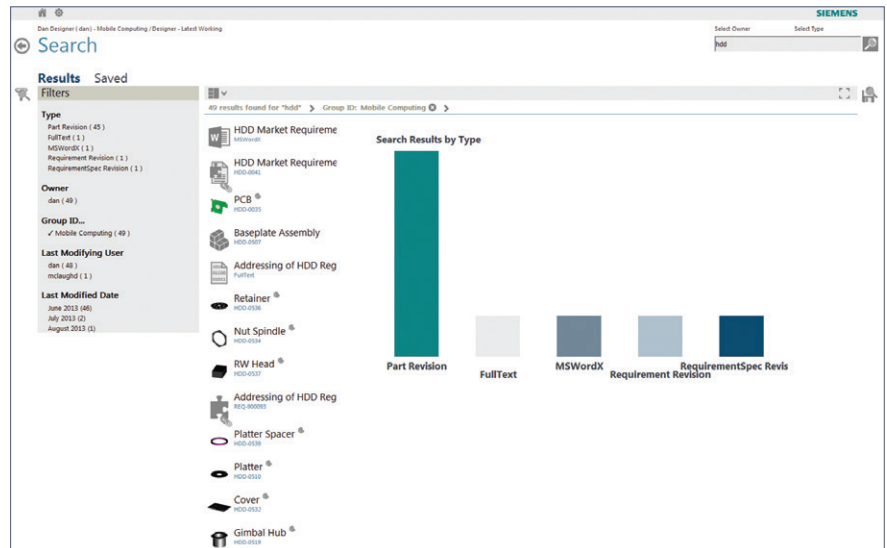 SIEMENS
Dan Designer ( dan ) - Mobile Computing / Designer - Latest Working
Select Owner
Select Type
Search
hdd
Results
Saved
Filters
49 results found for "hdd"
Group ID: Mobile Computing
Type
Part Revision ( 45 )
FullText ( 1 )
MSWordX ( 1 )
Requirement Revision ( 1 )
RequirementSpec Revision ( 1 )
Owner
dan ( 49 )
Group ID...
✓ Mobile Computing ( 49 )
Last Modifying User
dan ( 48 )
mclaughd ( 1 )
Last Modified Date
June 2013 (46)
July 2013 (2)
August 2013 (1)
HDD Market Requireme
MSWordX
HDD Market Requireme
HDD-0041
PCB
HDD-0035
Baseplate Assembly
HDD-0507
Addressing of HDD Reg
FullText
Retainer
HDD-0536
Nut Spindle
HDD-0534
RW Head
HDD-0537
Addressing of HDD Reg
REQ-000093
Platter Spacer
HDD-0539
Platter
HDD-0510
Cover
HDD-0532
Gimbal Hub
HDD-0519
Search Results by Type
Part Revision
FullText
MSWordX
Requirement Revision
RequirementSpec Revis